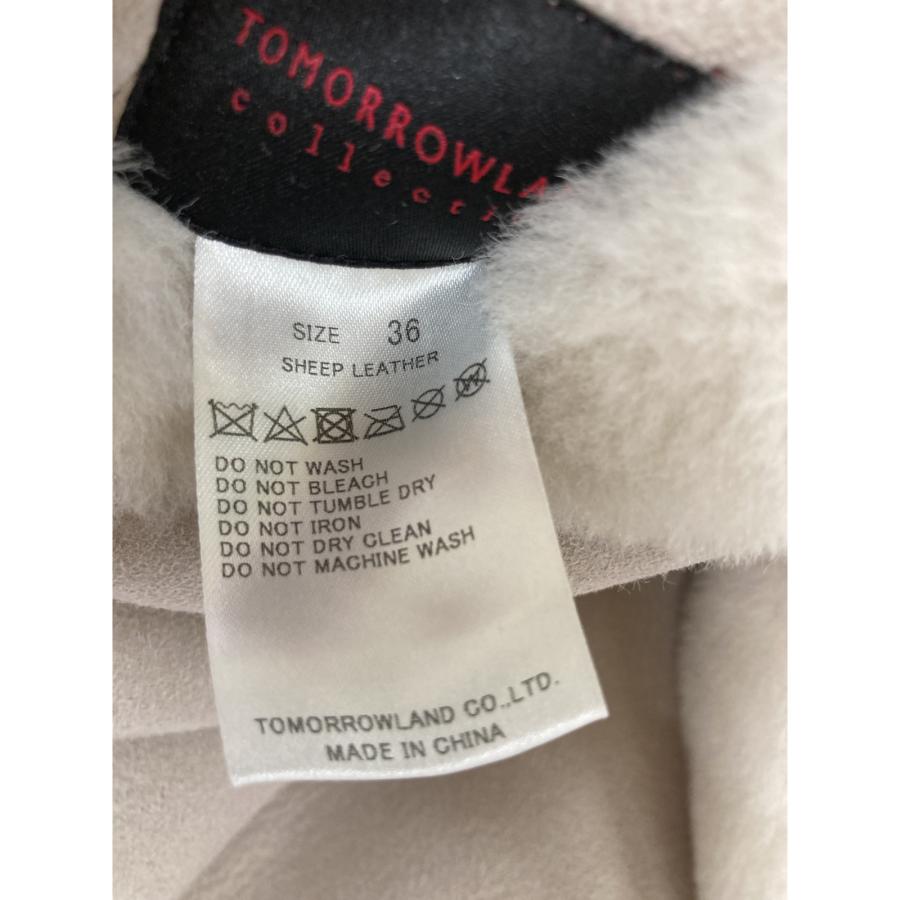 TOMORROWLA
collecti
SIZE 36
SHEEP LEATHER
DO NOT WASH
DO NOT BLEACH
DO NOT TUMBLE DRY
DO NOT IRON
DO NOT DRY CLEAN
DO NOT MACHINE WASH
TOMORROWLAND CO.,LTD.
MADE IN CHINA